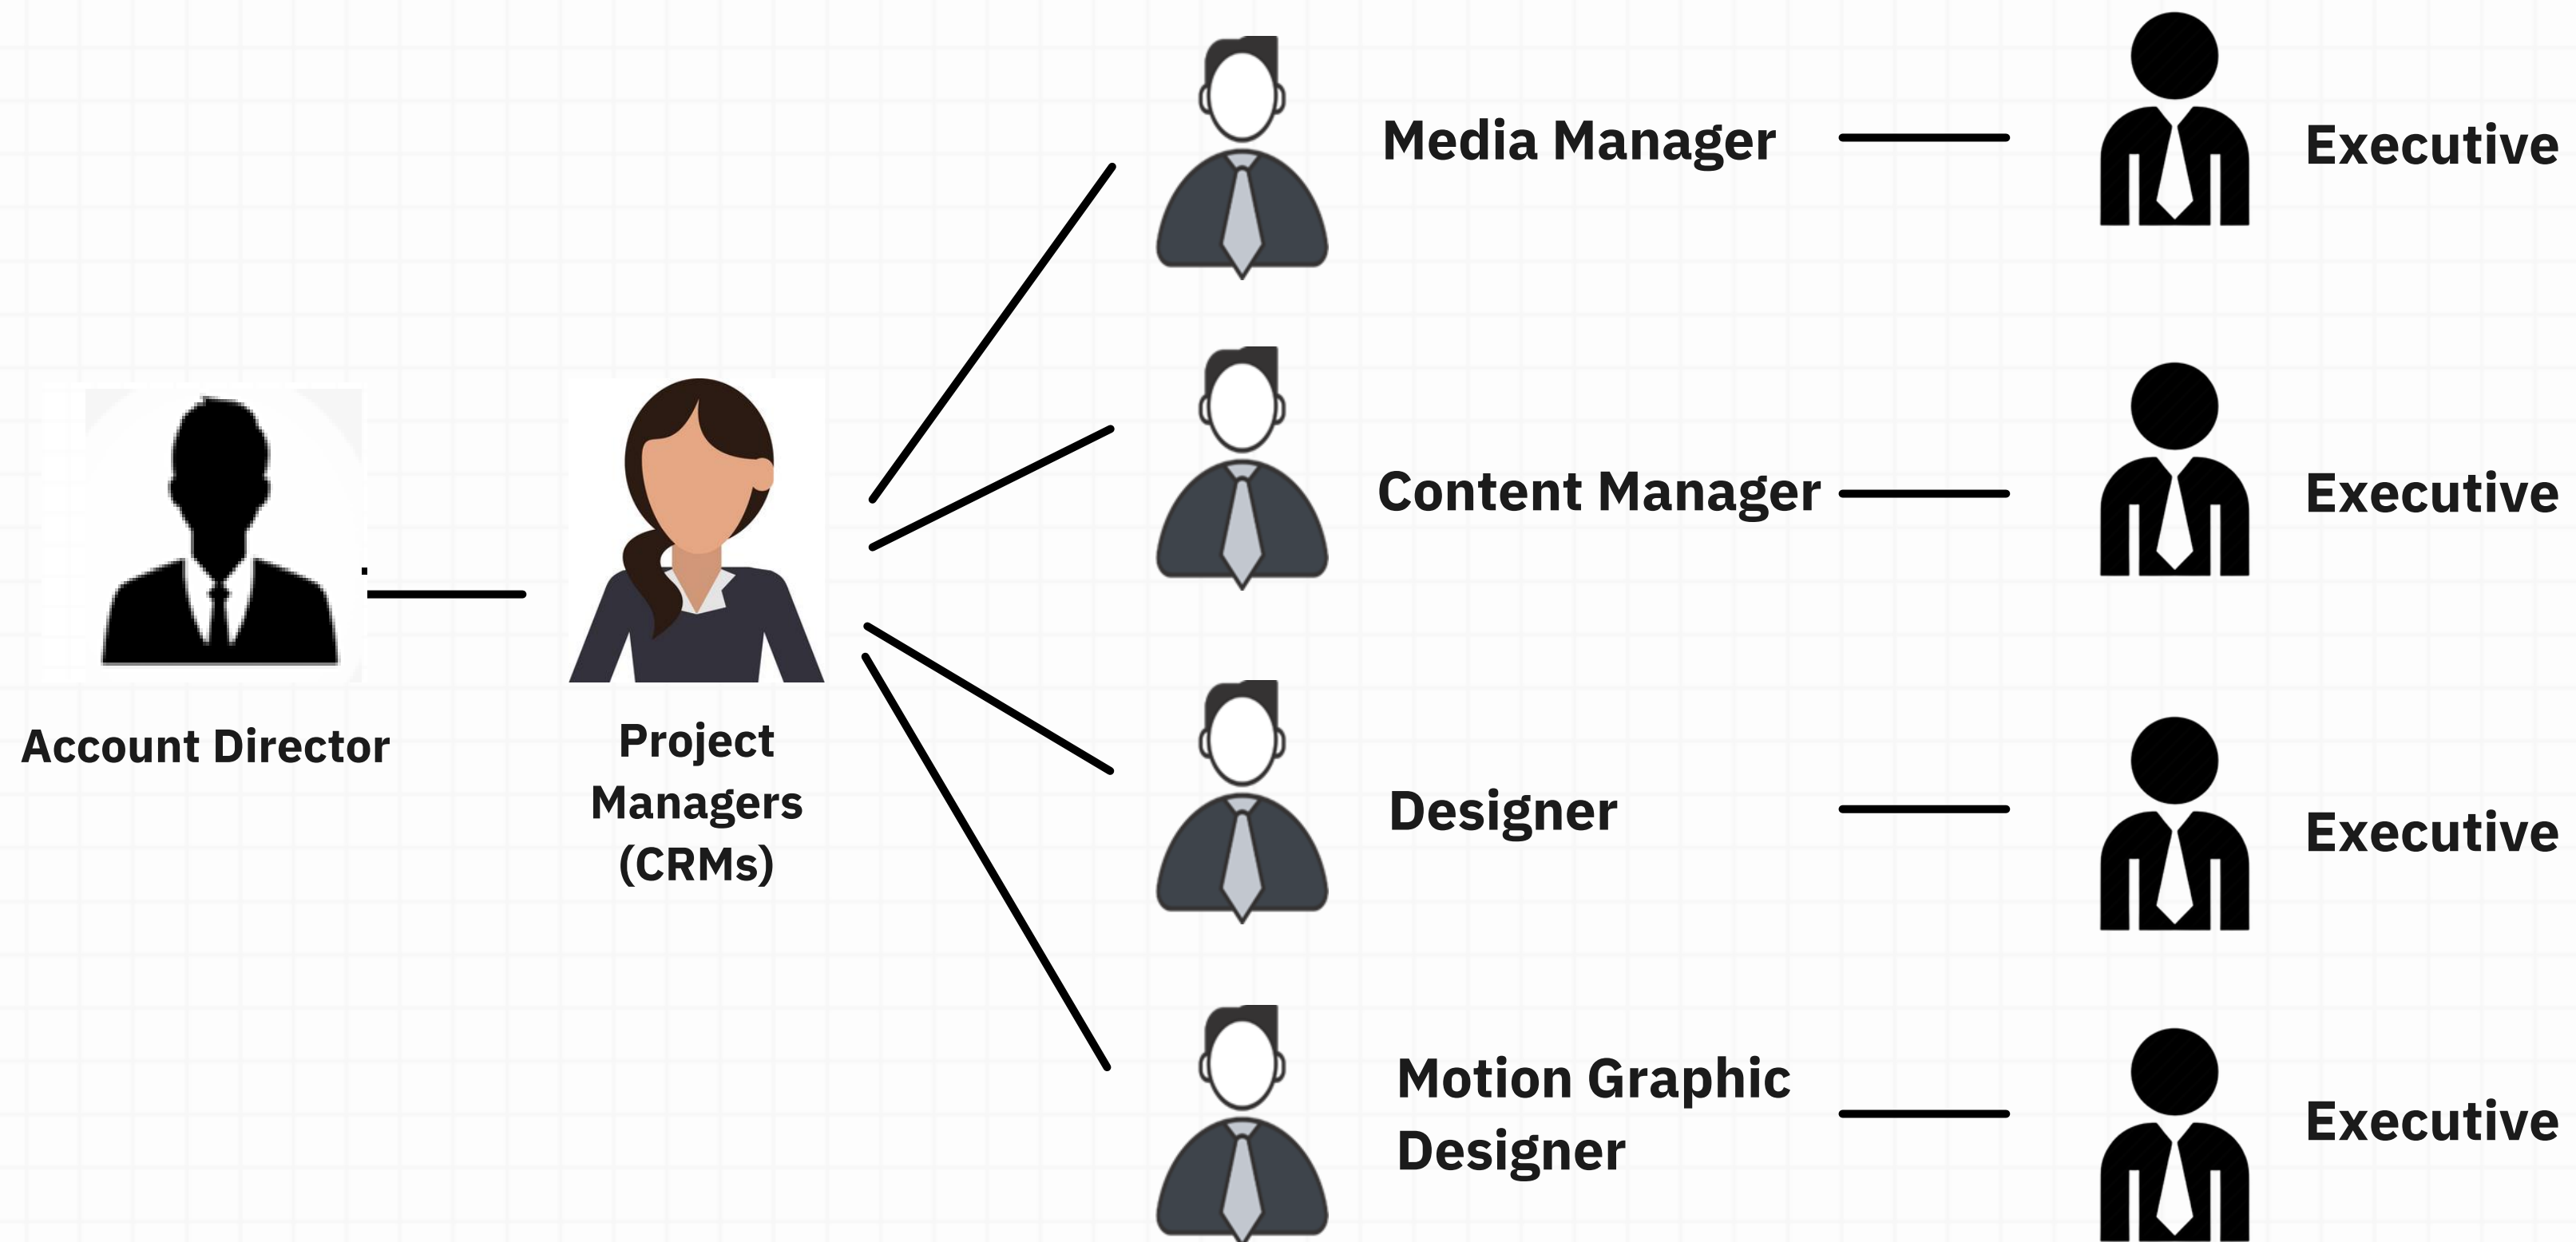 Media Manager
Executive
Content Manager
Executive
Account Director
Project
Managers
(CRMs)
Designer
Executive
Motion Graphic
Designer
Executive